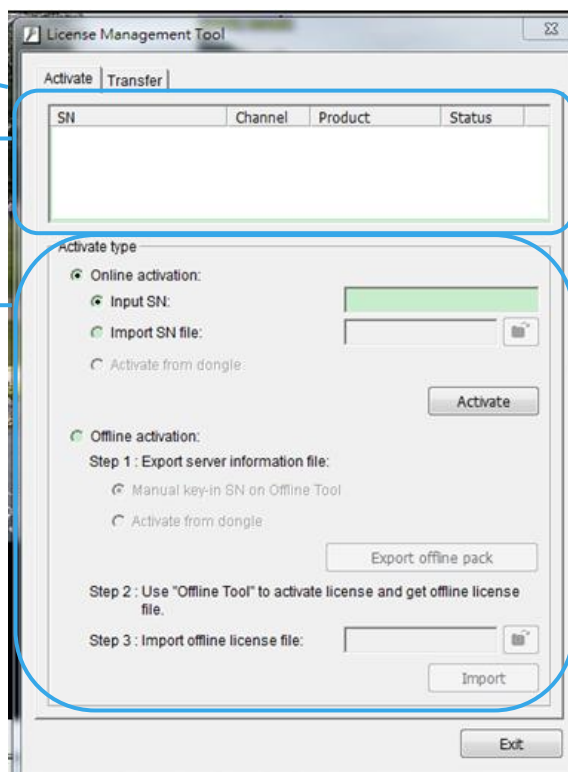 License Management Tool
Activate Transfer
SN Channel Product Status
Activate type
Online activation:
Input SN:
Import SN file:
Activate from dongle
Activate
Offline activation:
Step 1 : Export server information file:
Manual key-in SN on Offline Tool
Activate from dongle
Export offline pack
Step 2 : Use "Offline Tool" to activate license and get offline license
file.
Step 3 : Import offline license file:
Import
Exit